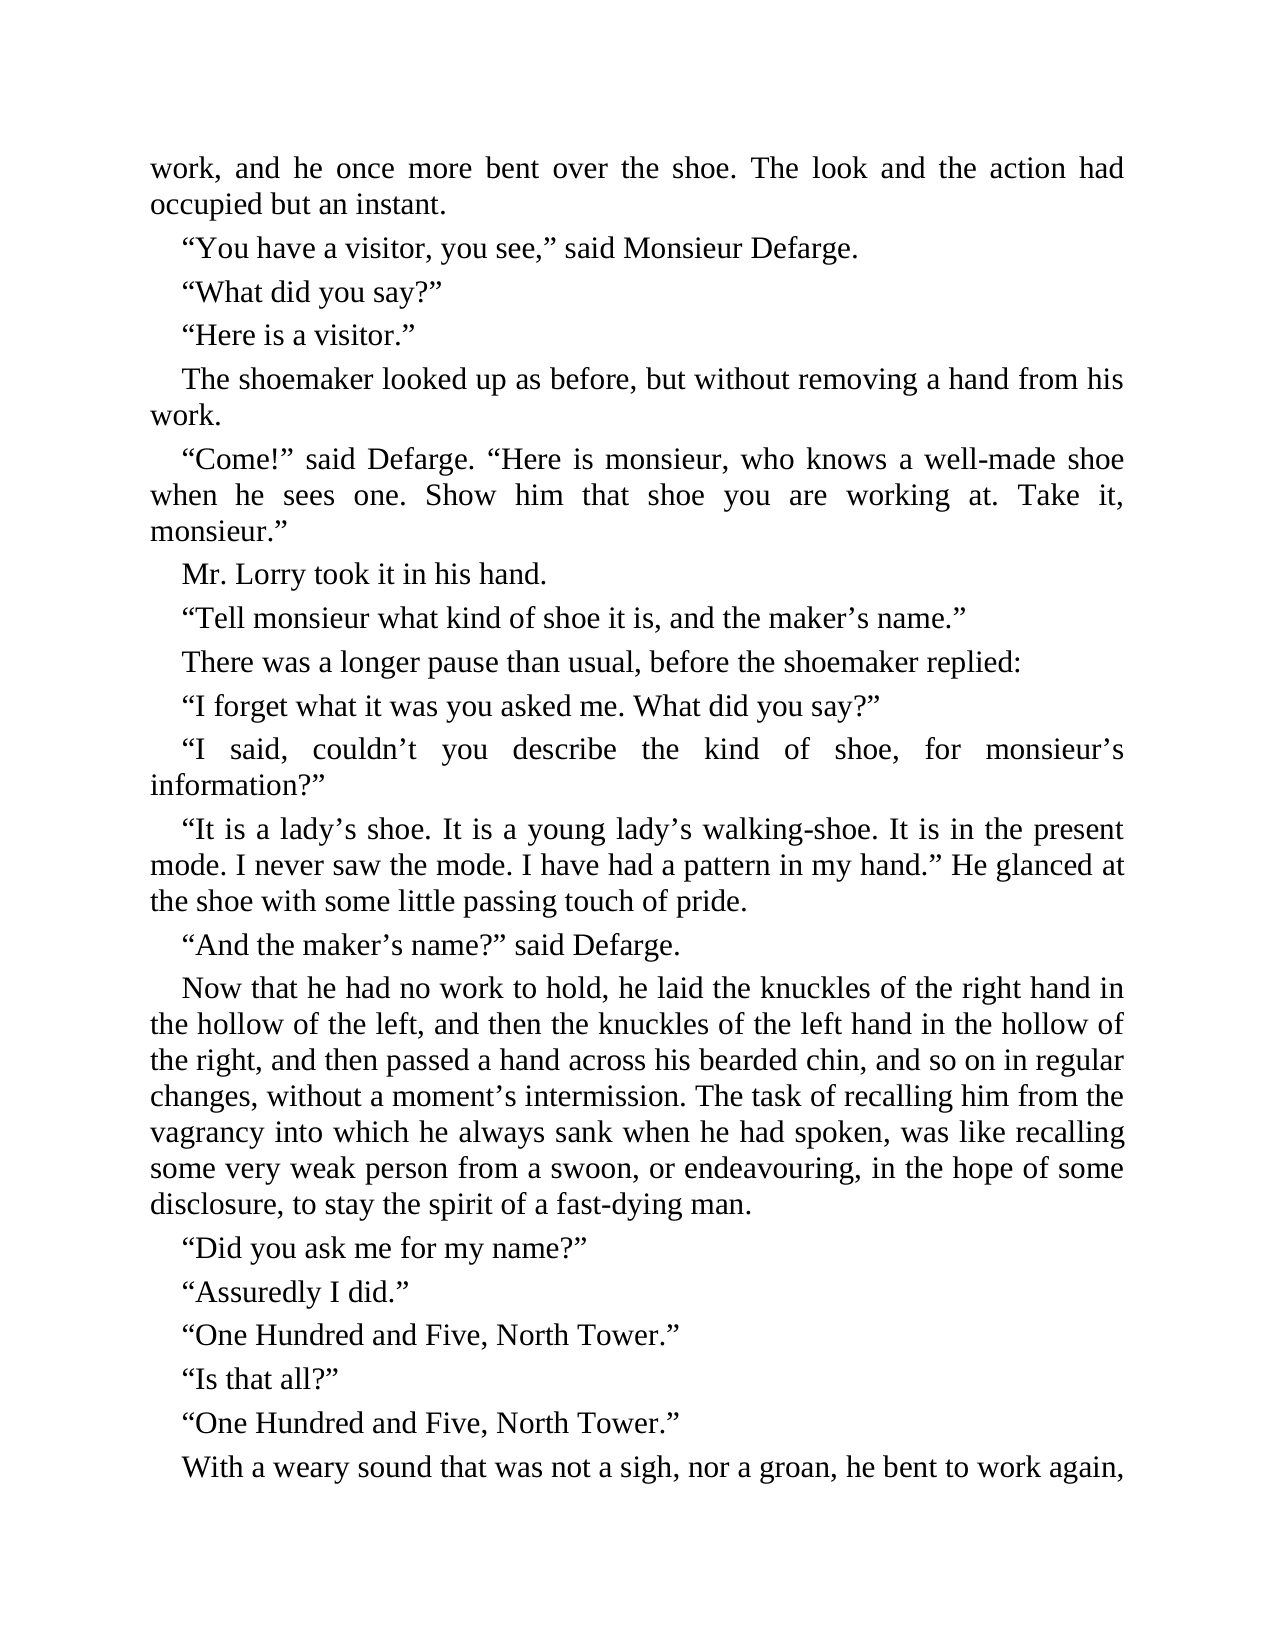 work, and he once more bent over the shoe. The look and the action had
occupied but an instant.
“You have a visitor, you see,” said Monsieur Defarge.
“What did you say?”
“Here is a visitor.”
The shoemaker looked up as before, but without removing a hand from his
work.
“Come!” said Defarge. “Here is monsieur, who knows a well-made shoe
when he sees one. Show him that shoe you are working at. Take it,
monsieur.”
Mr. Lorry took it in his hand.
“Tell monsieur what kind of shoe it is, and the maker’s name.”
There was a longer pause than usual, before the shoemaker replied:
“I forget what it was you asked me. What did you say?”
“I said, couldn’t you describe the kind of shoe, for monsieur’s
information?”
“It is a lady’s shoe. It is a young lady’s walking-shoe. It is in the present
mode. I never saw the mode. I have had a pattern in my hand.” He glanced at
the shoe with some little passing touch of pride.
“And the maker’s name?” said Defarge.
Now that he had no work to hold, he laid the knuckles of the right hand in
the hollow of the left, and then the knuckles of the left hand in the hollow of
the right, and then passed a hand across his bearded chin, and so on in regular
changes, without a moment’s intermission. The task of recalling him from the
vagrancy into which he always sank when he had spoken, was like recalling
some very weak person from a swoon, or endeavouring, in the hope of some
disclosure, to stay the spirit of a fast-dying man.
“Did you ask me for my name?”
“Assuredly I did.”
“One Hundred and Five, North Tower.”
“Is that all?”
“One Hundred and Five, North Tower.”
With a weary sound that was not a sigh, nor a groan, he bent to work again,